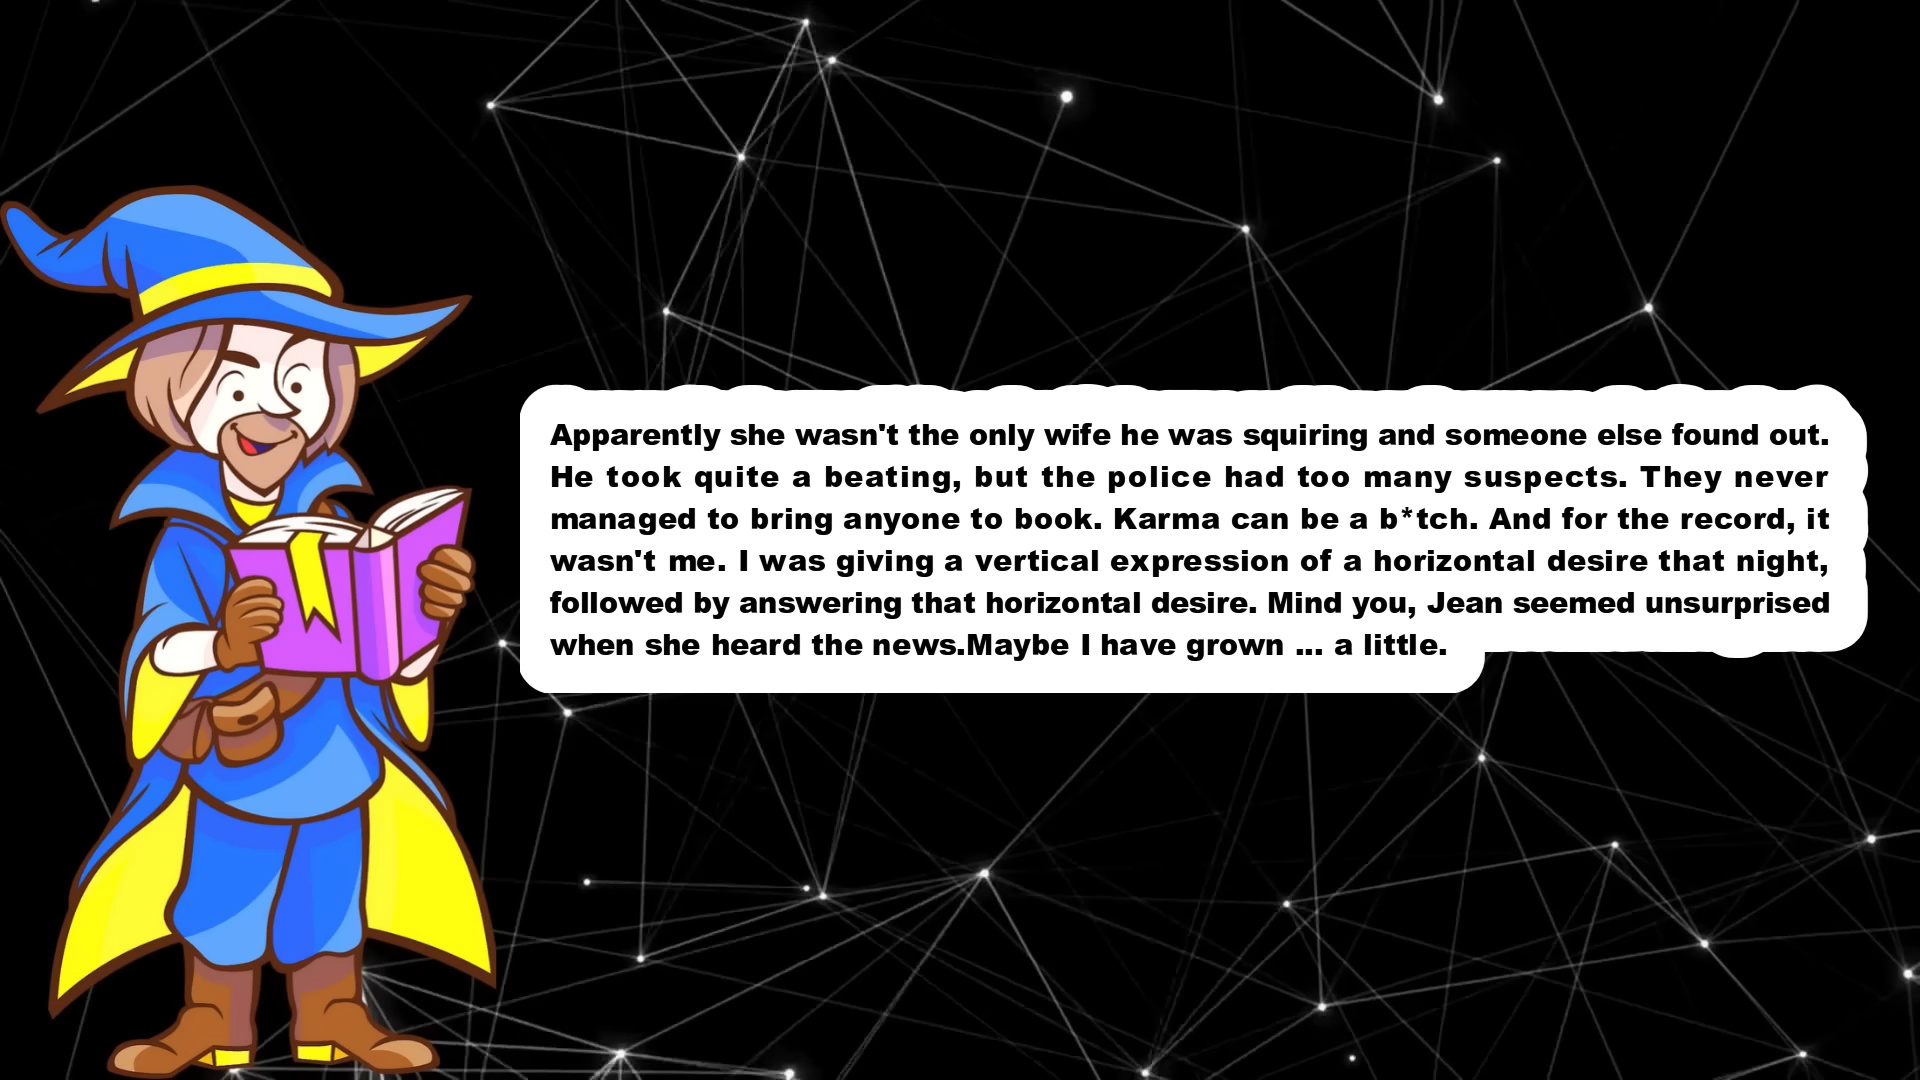 Apparently she wasn't the only wife he was squiring and someone else found out.
He took quite a beating, but the police had too many suspects. They never
managed to bring anyone to book. Karma can be a b*tch. And for the record, it
wasn't me. I was giving a vertical expression of a horizontal desire that night,
followed by answering that horizontal desire. Mind you, Jean seemed unsurprised
when she heard the news.Maybe I have grown ... a little.